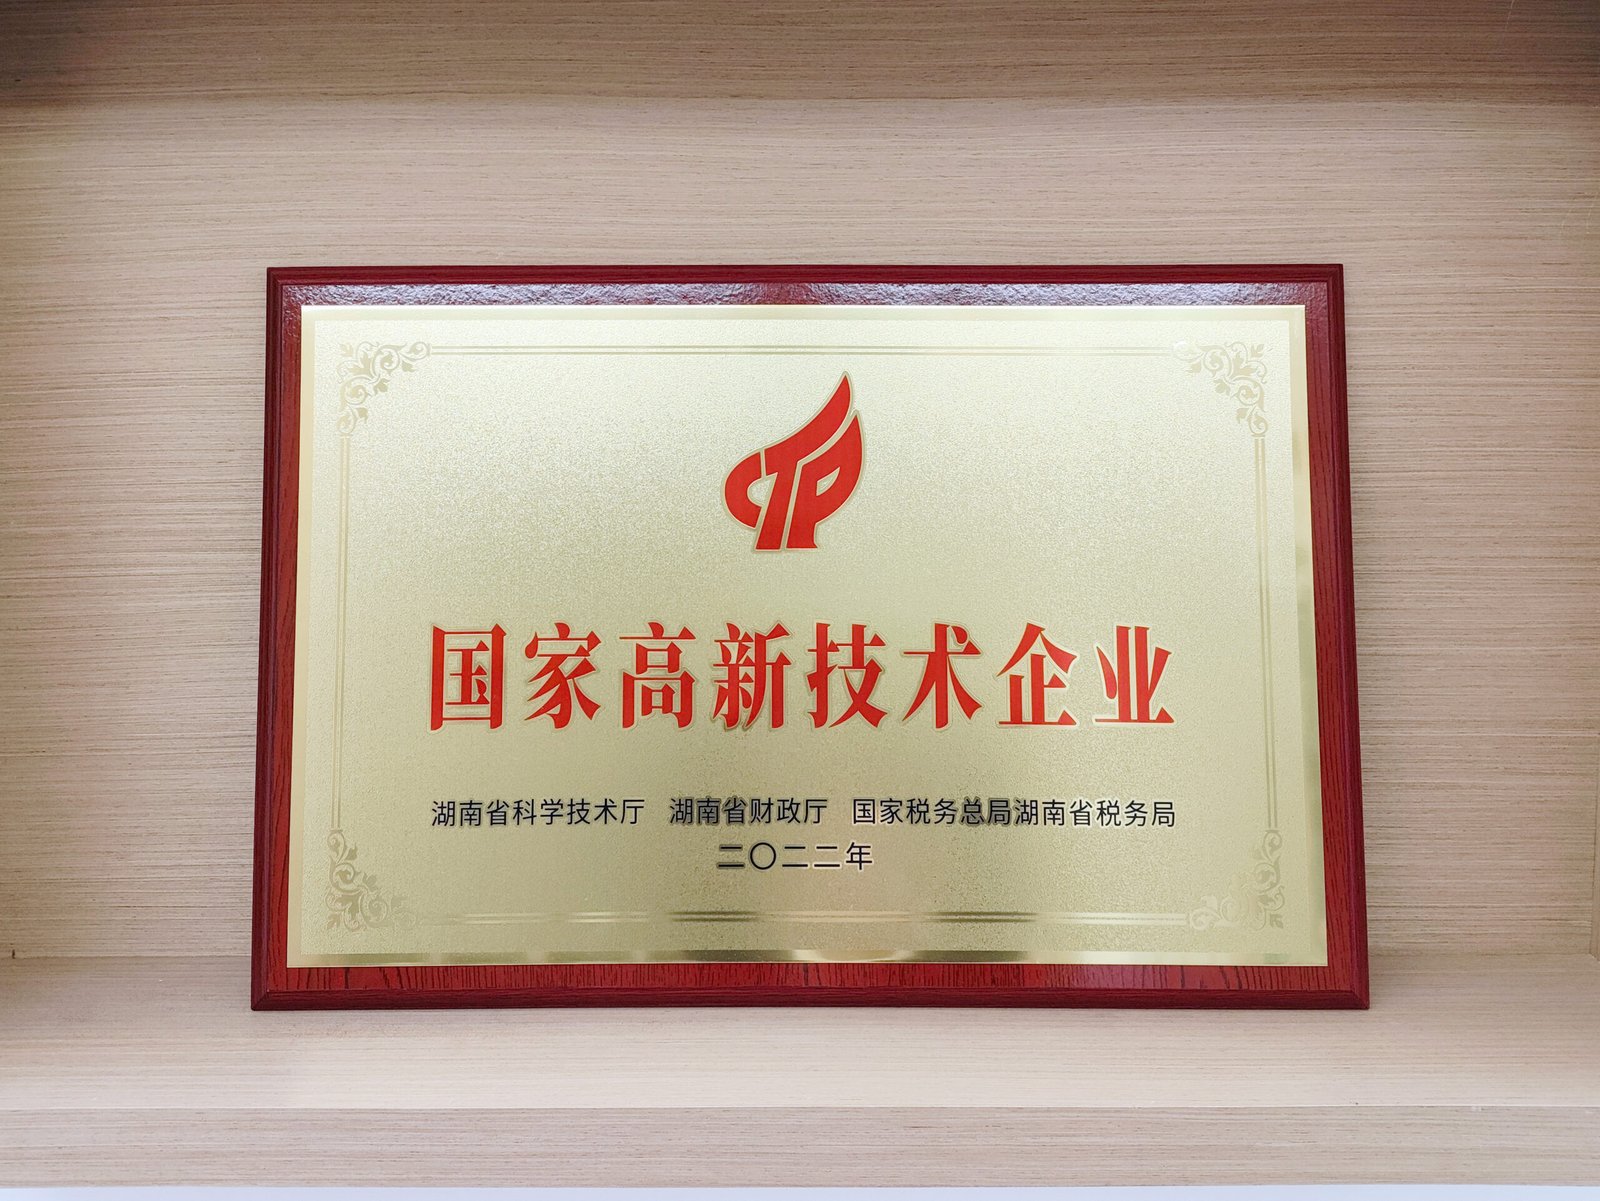 CTP
国家高新技术企业
湖南省科学技术厅 湖南省财政厅 国家税务总局湖南省税务局
二〇二二年